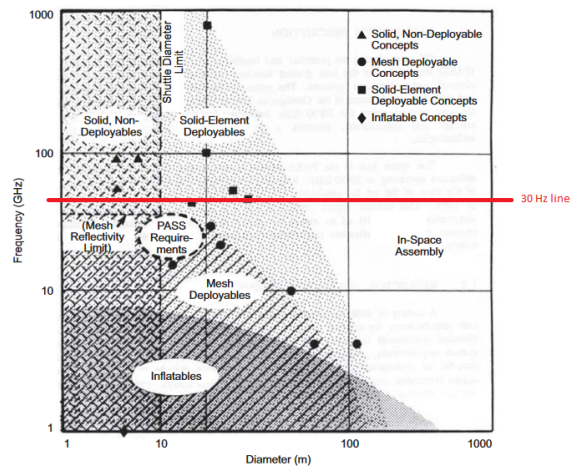 1000
100
10
1
Frequency (GHz)
Shuttle Diameter
Limit
Solid, Non-Deployable
Concepts
Mesh Deployable
Concepts
Solid-Element
Deployable Concepts
Inflatable Concepts
Solid, Non-
Deployables
Solid-Element
Deployables
30 Hz line
(Mesh
Reflectivity
Limit)
PASS
Require-
ments
In-Space
Assembly
Mesh
Deployables
Inflatables
1
10
100
1000
Diameter (m)